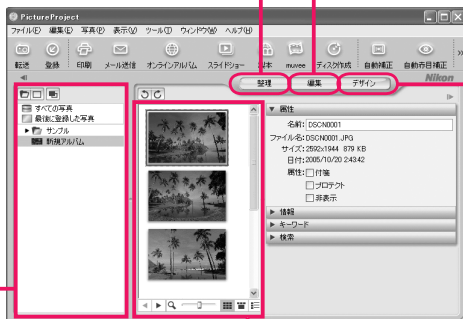 PictureProject
ファイル(F) 編集(E) 写真(P) 表示(V) ツール(T) ウィンドウ(W) ヘルプ(H)
転送 登録 印刷 メール送信 オンラインアルバム スライドショー 脚本 muvee ディスク作成 自動補正 自動赤目補正
整理 編集 デザイン
Nikon
すべての写真
最後に登録した写真
サンプル
新規アルバム
属性
名前: DSCN0001
ファイル名: DSCN0001.JPG
サイズ: 2592x1944 879 KB
日付: 2005/10/20 2:43:42
属性: 付箋
プロテクト
非表示
情報
キーワード
検索